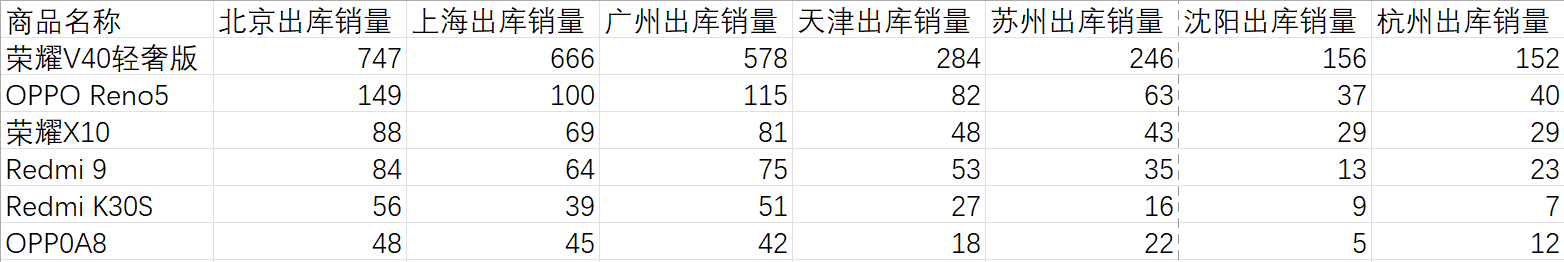 商品名称 北京出库销量 上海出库销量 广州出库销量 天津出库销量 苏州出库销量 沈阳出库销量 杭州出库销量
荣耀V40轻奢版 747 666 578 284 246 156 152
OPPO Reno5 149 100 115 82 63 37 40
荣耀X10 88 69 81 48 43 29 29
Redmi 9 84 64 75 53 35 13 23
Redmi K30S 56 39 51 27 16 9 7
OPP0A8 48 45 42 18 22 5 12